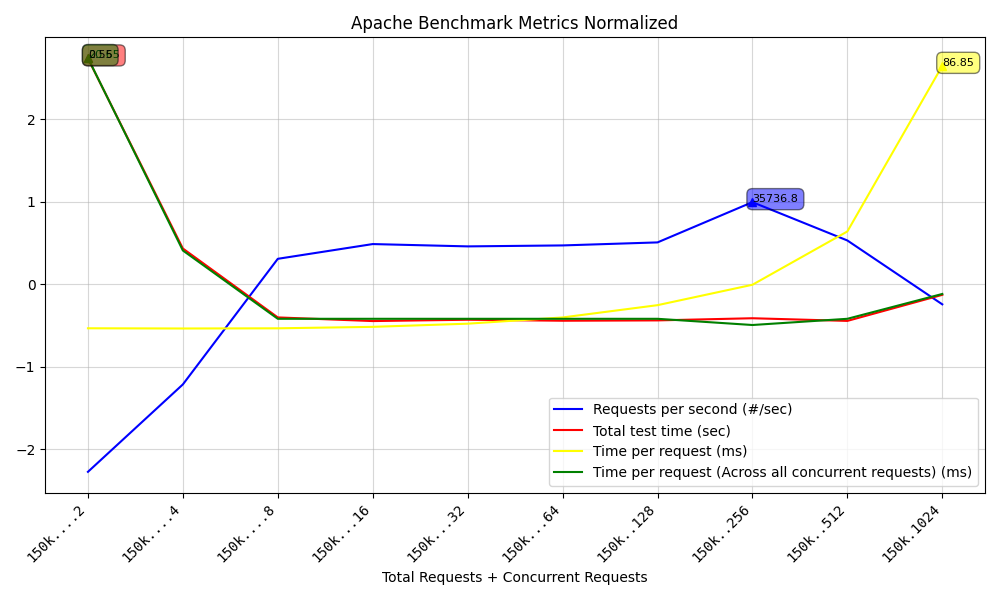 Apache Benchmark Metrics Normalized
86.85
35736.8
2
1
0
−1
−2
Requests per second (#/sec)
Total test time (sec)
Time per request (ms)
Time per request (Across all concurrent requests) (ms)
150k....2
150k....4
150k....8
150k...16
150k...32
150k...64
150k..128
150k..256
150k..512
150k.1024
Total Requests + Concurrent Requests